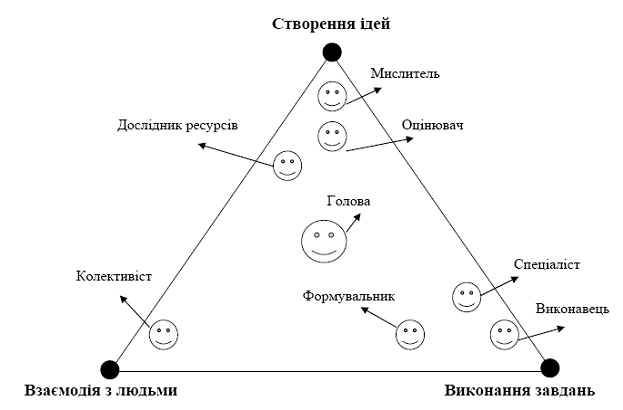 Створення ідей
Мислитель
Дослідник ресурсів
Оцінювач
Голова
Спеціаліст
Колективіст
Формувальник
Виконавець
Взаємодія з людьми
Виконання завдань